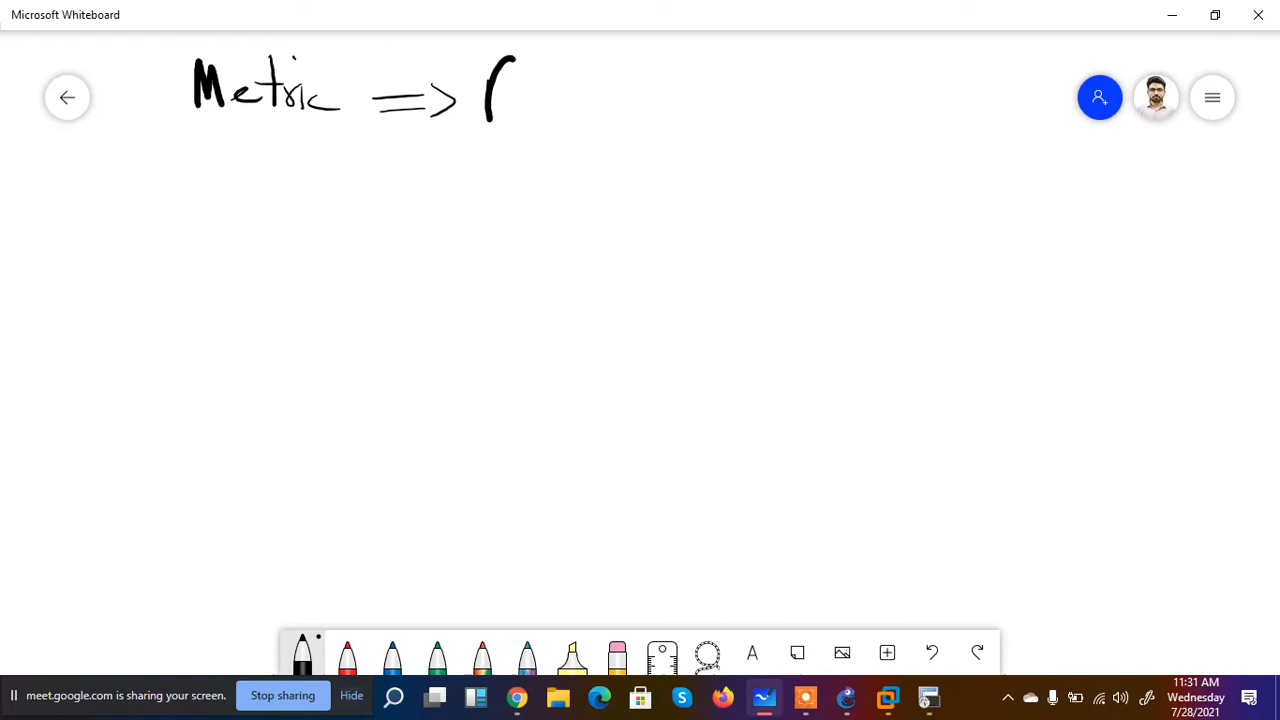 Microsoft Whiteboard
Metric => (
A
meet.google.com is sharing your screen.
Stop sharing
Hide
11:31 AM
Wednesday
7/28/2021